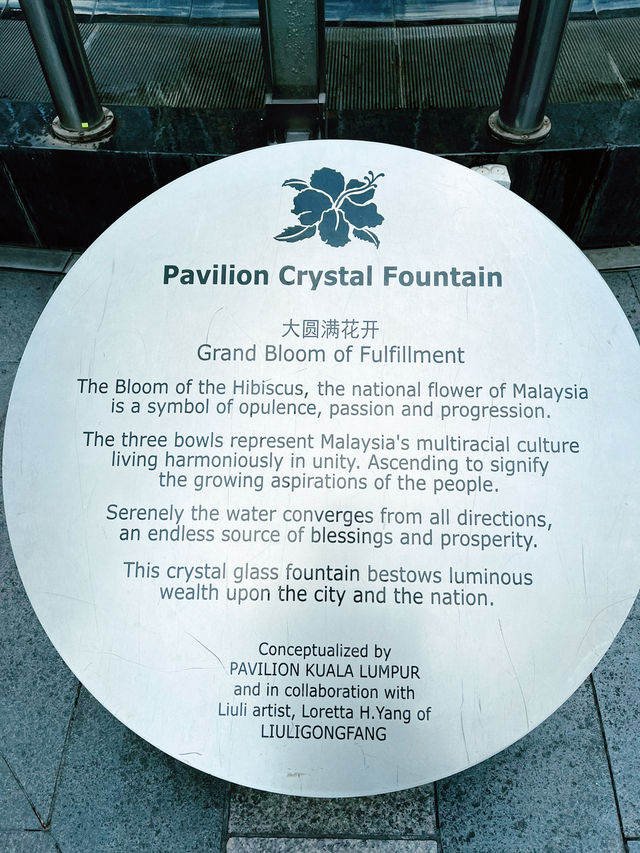 Pavilion Crystal Fountain
大圆满花开
Grand Bloom of Fulfillment
The Bloom of the Hibiscus, the national flower of Malaysia
is a symbol of opulence, passion and progression.
The three bowls represent Malaysia's multiracial culture
living harmoniously in unity. Ascending to signify
the growing aspirations of the people.
Serenely the water converges from all directions,
an endless source of blessings and prosperity.
This crystal glass fountain bestows luminous
wealth upon the city and the nation.
Conceptualized by
PAVILION KUALA LUMPUR
and in collaboration with
Liuli artist, Loretta H.Yang of
LIULIGONGFANG